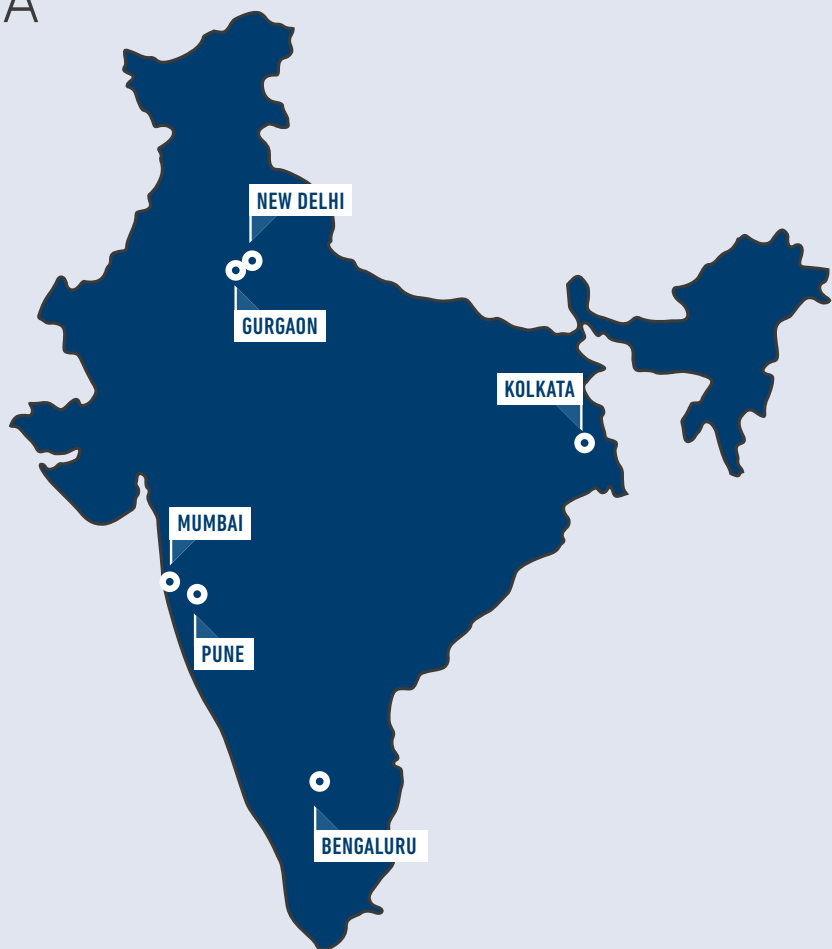 A
NEW DELHI
GURGAON
KOLKATA
MUMBAI
PUNE
BENGALURU